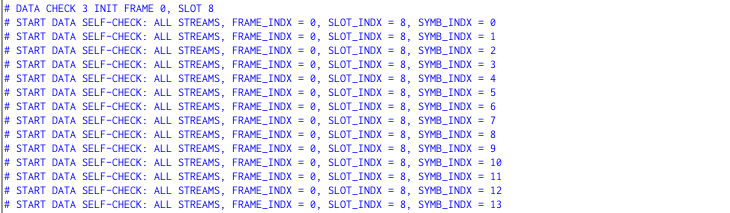 # DATA CHECK 3 INIT FRAME 0, SLOT 8
# START DATA SELF-CHECK: ALL STREAMS, FRAME_INDX = 0, SLOT_INDX = 8, SYMB_INDX = 0
# START DATA SELF-CHECK: ALL STREAMS, FRAME_INDX = 0, SLOT_INDX = 8, SYMB_INDX = 1
# START DATA SELF-CHECK: ALL STREAMS, FRAME_INDX = 0, SLOT_INDX = 8, SYMB_INDX = 2
# START DATA SELF-CHECK: ALL STREAMS, FRAME_INDX = 0, SLOT_INDX = 8, SYMB_INDX = 3
# START DATA SELF-CHECK: ALL STREAMS, FRAME_INDX = 0, SLOT_INDX = 8, SYMB_INDX = 4
# START DATA SELF-CHECK: ALL STREAMS, FRAME_INDX = 0, SLOT_INDX = 8, SYMB_INDX = 5
# START DATA SELF-CHECK: ALL STREAMS, FRAME_INDX = 0, SLOT_INDX = 8, SYMB_INDX = 6
# START DATA SELF-CHECK: ALL STREAMS, FRAME_INDX = 0, SLOT_INDX = 8, SYMB_INDX = 7
# START DATA SELF-CHECK: ALL STREAMS, FRAME_INDX = 0, SLOT_INDX = 8, SYMB_INDX = 8
# START DATA SELF-CHECK: ALL STREAMS, FRAME_INDX = 0, SLOT_INDX = 8, SYMB_INDX = 9
# START DATA SELF-CHECK: ALL STREAMS, FRAME_INDX = 0, SLOT_INDX = 8, SYMB_INDX = 10
# START DATA SELF-CHECK: ALL STREAMS, FRAME_INDX = 0, SLOT_INDX = 8, SYMB_INDX = 11
# START DATA SELF-CHECK: ALL STREAMS, FRAME_INDX = 0, SLOT_INDX = 8, SYMB_INDX = 12
# START DATA SELF-CHECK: ALL STREAMS, FRAME_INDX = 0, SLOT_INDX = 8, SYMB_INDX = 13